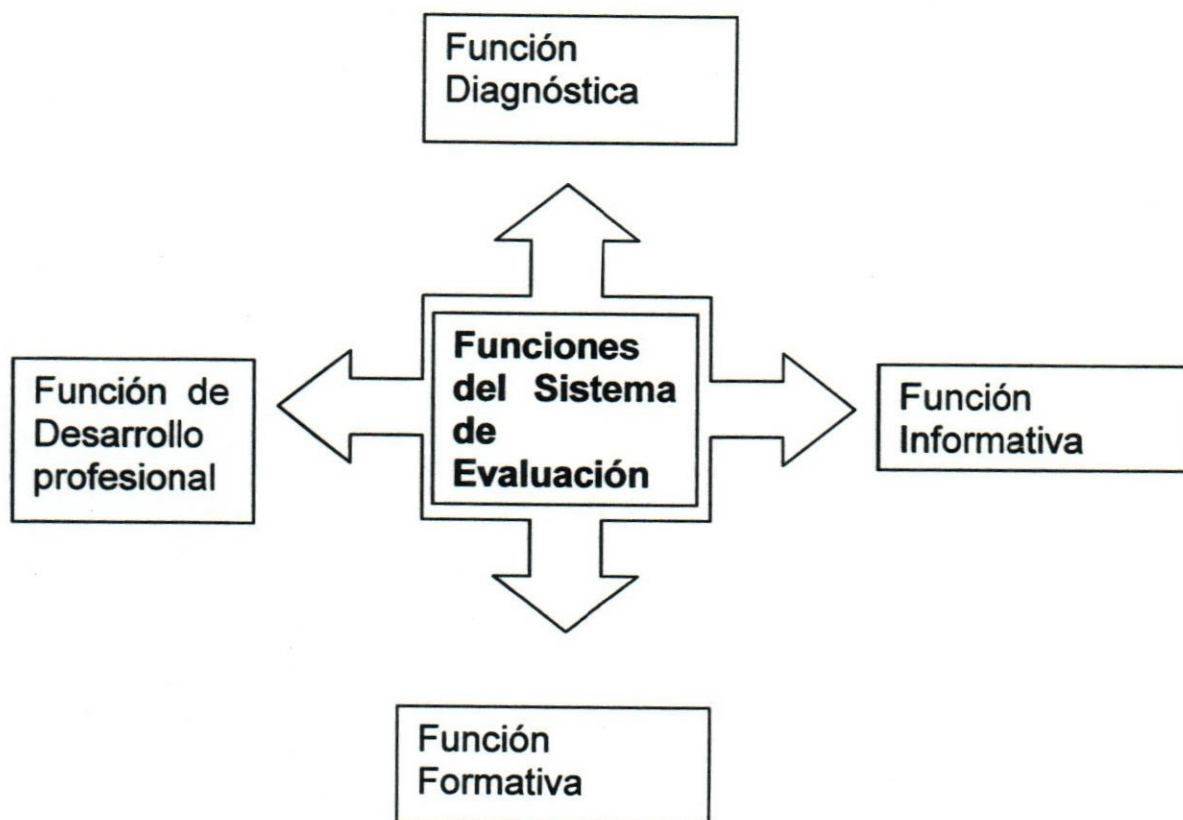 Función
Diagnóstica
Funciones
del Sistema
de
Evaluación
Función de
Desarrollo
profesional
Función
Informativa
Función
Formativa